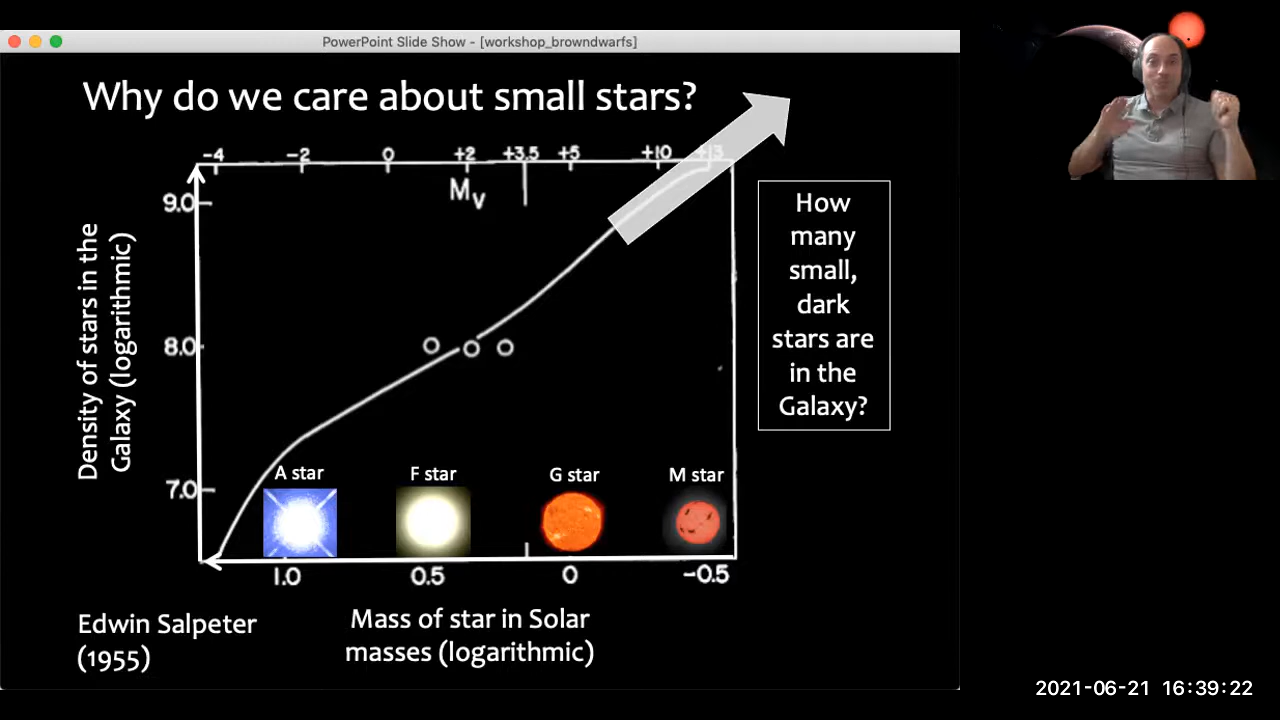 PowerPoint Slide Show - [workshop_browndwarfs]
Why do we care about small stars?
-4 -2 0 +2 +3.5 +5 +10 +13
Mv
9.0
8.0
7.0
Density of stars in the
Galaxy (logarithmic)
A star F star G star M star
1.0 0.5 0 -0.5
Mass of star in Solar
masses (logarithmic)
Edwin Salpeter
(1955)
How
many
small,
dark
stars are
in the
Galaxy?
2021-06-21 16:39:22